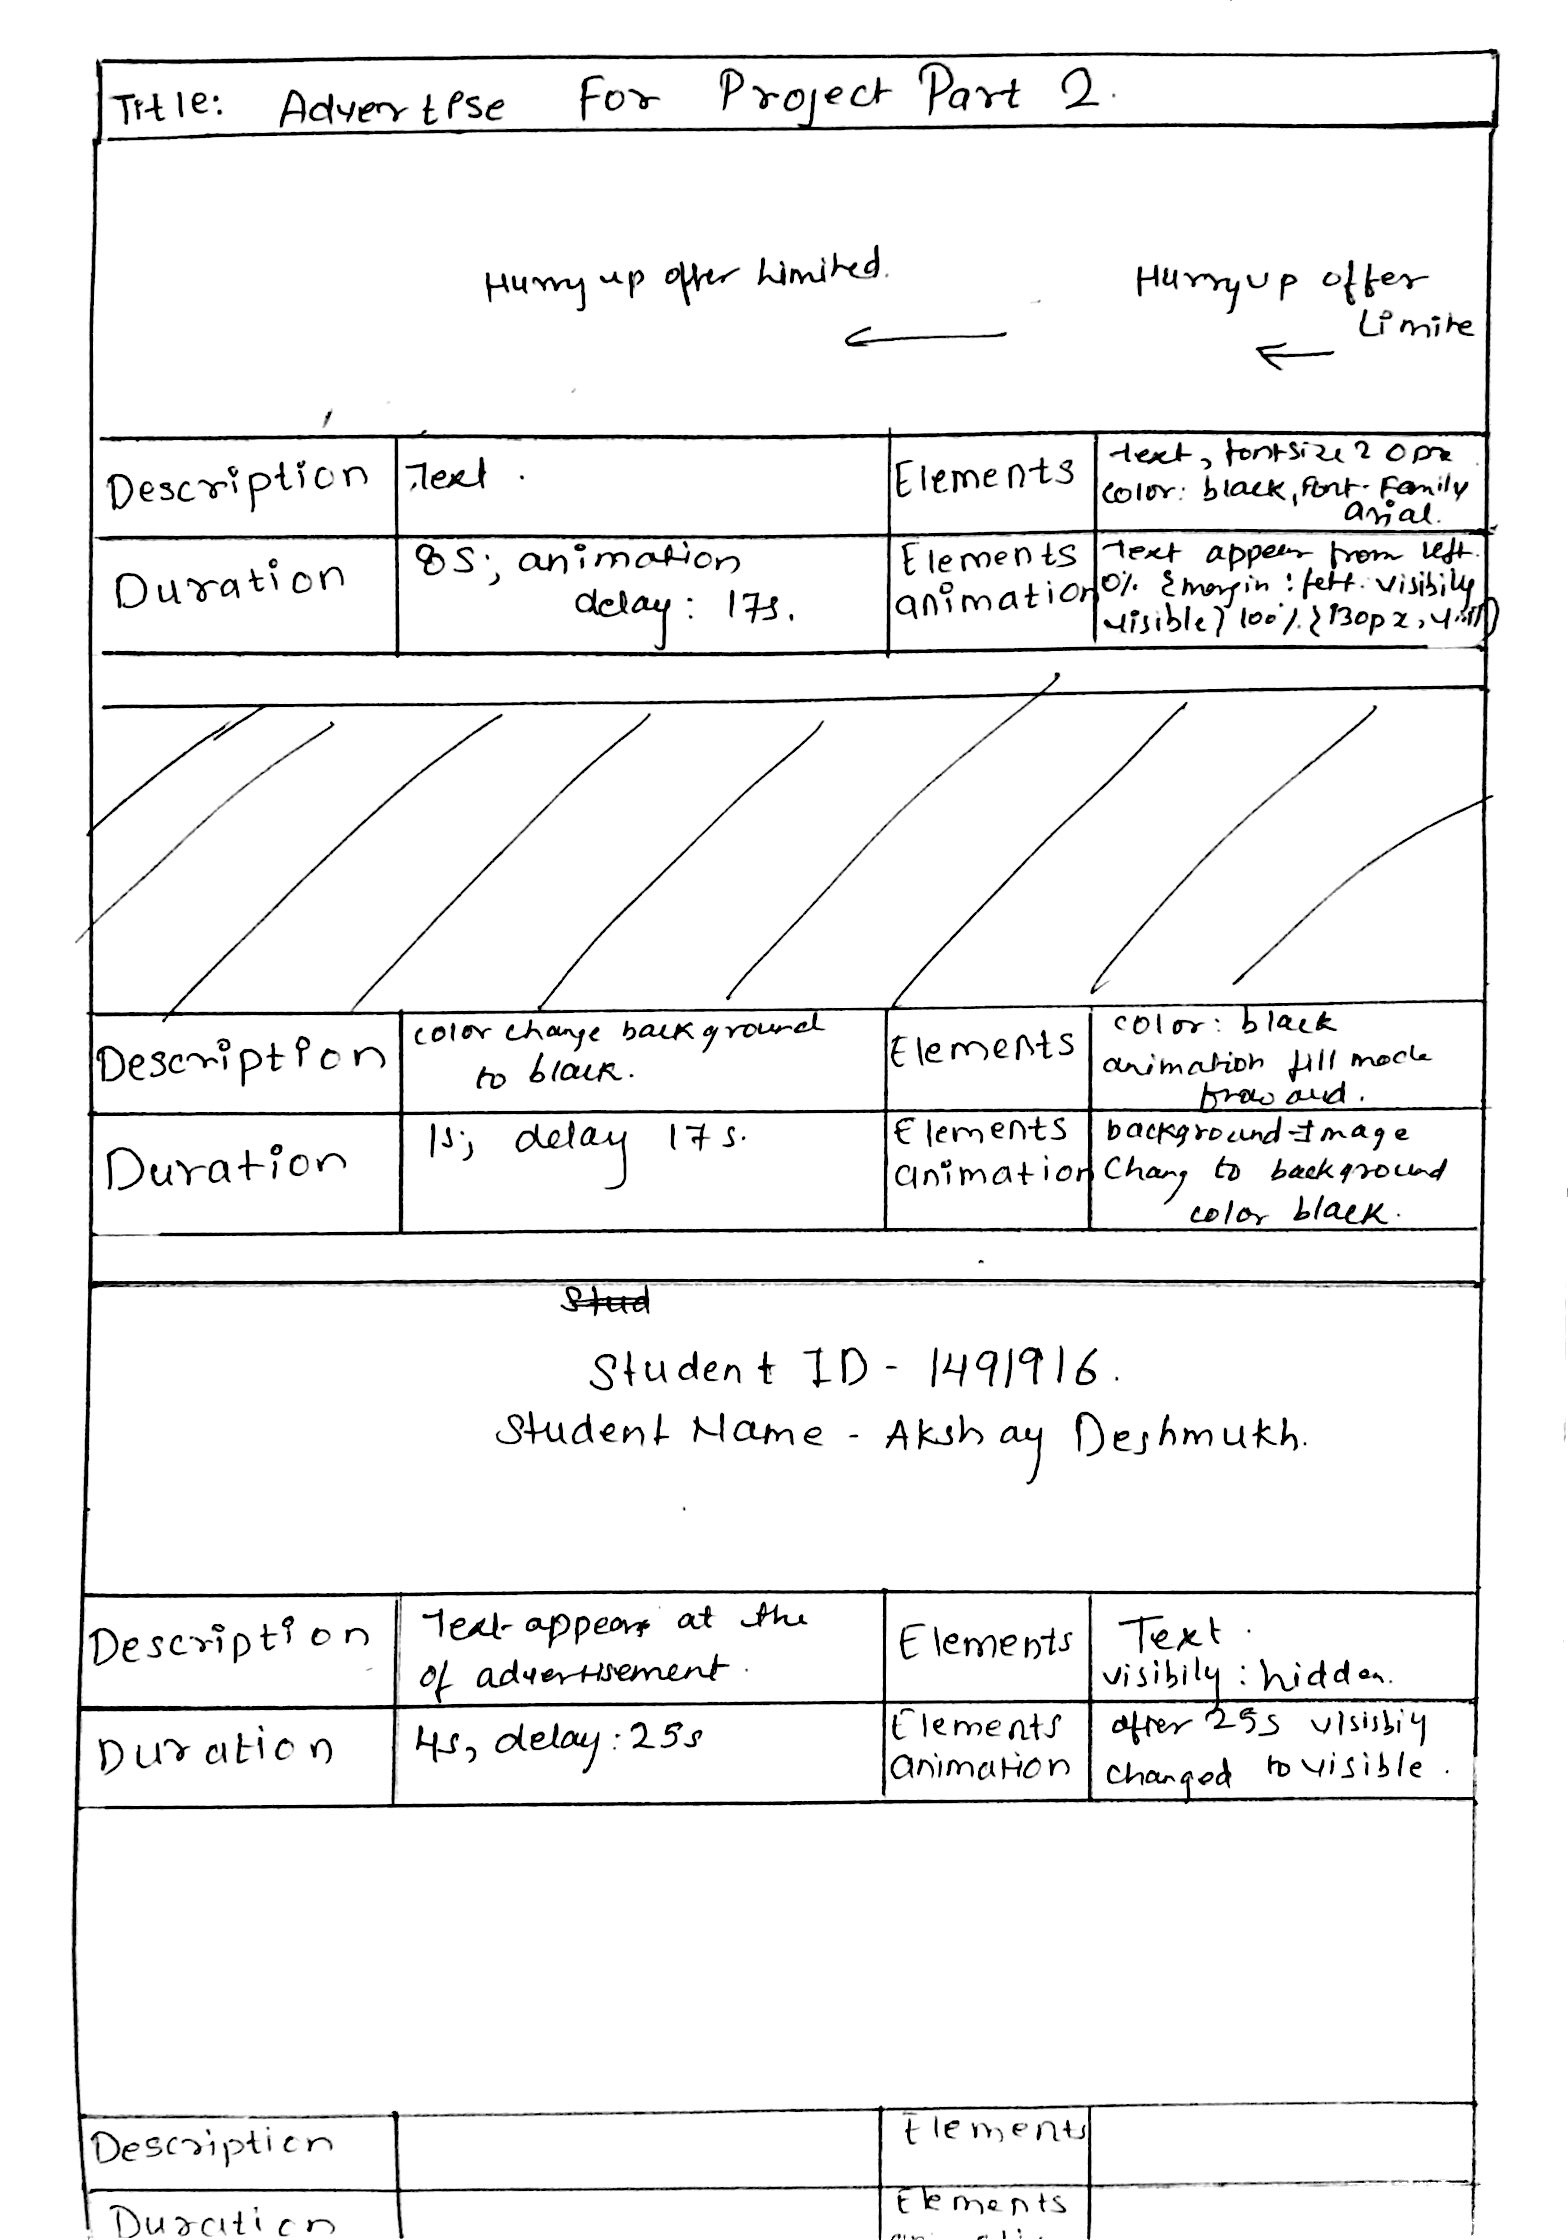 Title: Advertise For Project Part 2.
Hurry up offer Limited.
Hurry up offer
Limite
Description
Text.
Elements
text, fontsize 20px
color: black, font-Family
arial.
Duration
8s; animation
delay: 17s.
Elements
animation
text appear from left.
0% {margin: left. visibily
visible} 100% {130px,
Description
color change background
to black.
Elements
color: black
animation fill mode
Duration
1s; delay 17s.
Elements
animation
background-Image
Chang to background
color black.
Stud
Student ID - 1491916.
Student Name - Akshay Deshmukh.
Description
Text appears at the
of advertisement.
Elements
Text.
visibily: hidden.
Duration
4s, delay: 25s
Elements
animation
after 25s visisbiy
changed to visible.
Description
Elements
Duration
Elements